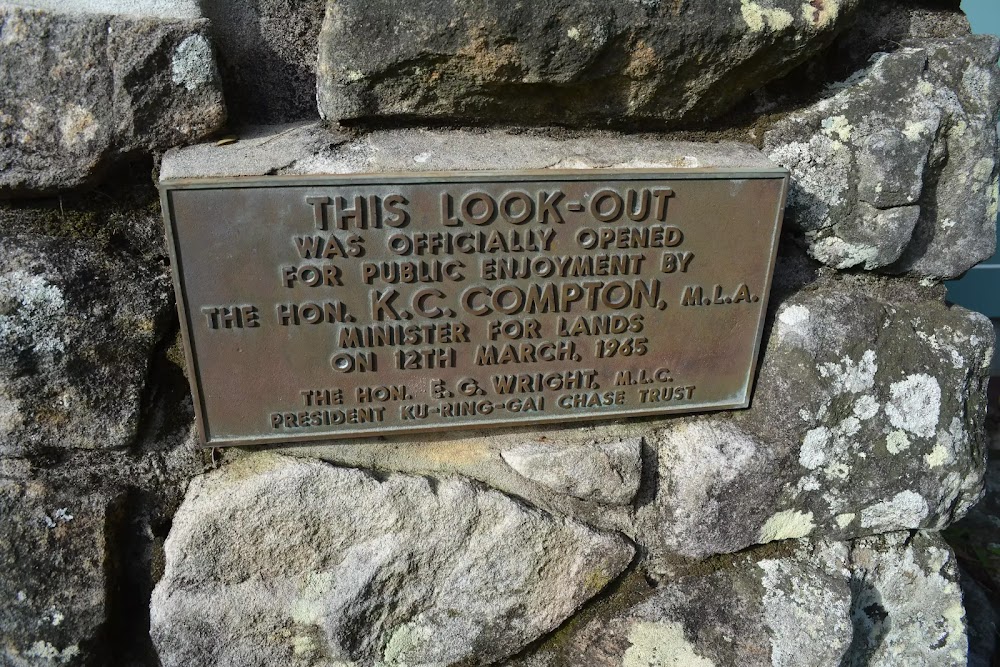 THIS LOOK-OUT
WAS OFFICIALLY OPENED
FOR PUBLIC ENJOYMENT BY
THE HON. K.C. COMPTON, M.L.A.
MINISTER FOR LANDS
ON 12TH MARCH, 1965
THE HON. E.G. WRIGHT, M.L.C.
PRESIDENT KU-RING-GAI CHASE TRUST